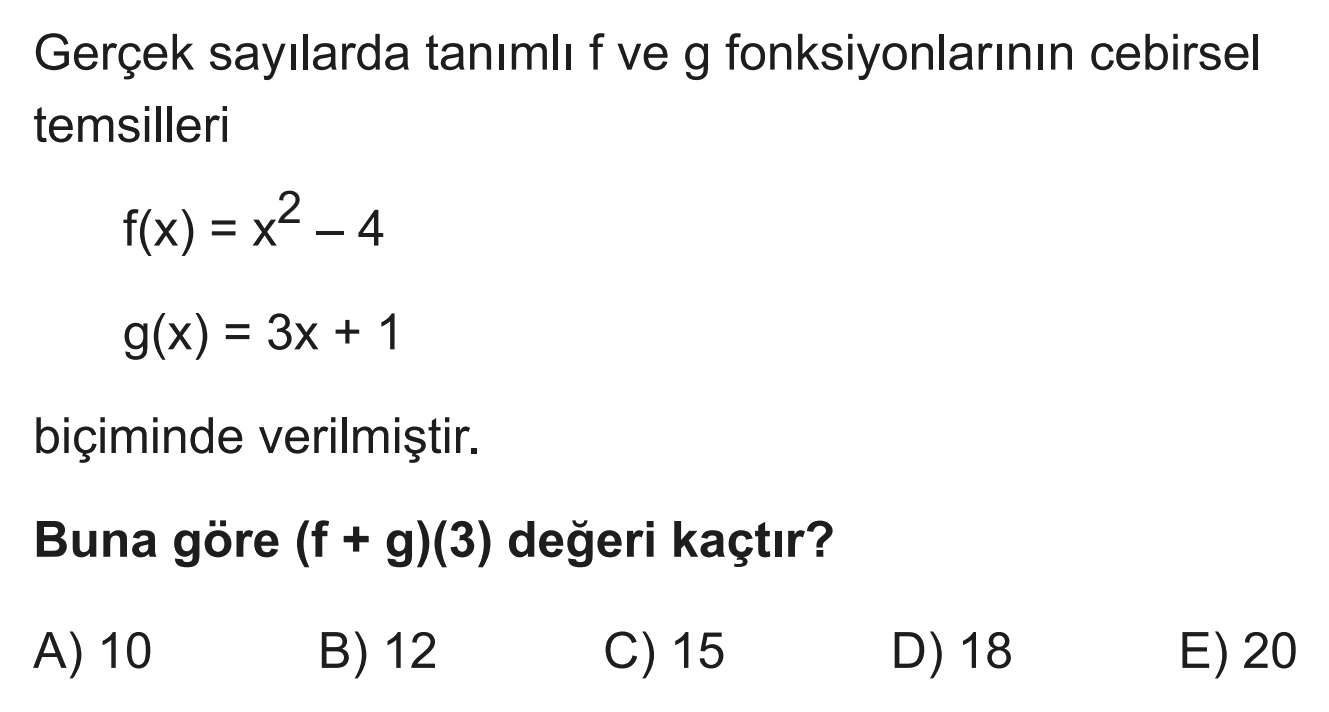 Gerçek sayılarda tanımlı f ve g fonksiyonlarının cebirsel
temsilleri
f(x) = x² – 4
g(x) = 3x + 1
biçiminde verilmiştir.
Buna göre (f + g)(3) değeri kaçtır?
A) 10 B) 12 C) 15 D) 18 E) 20